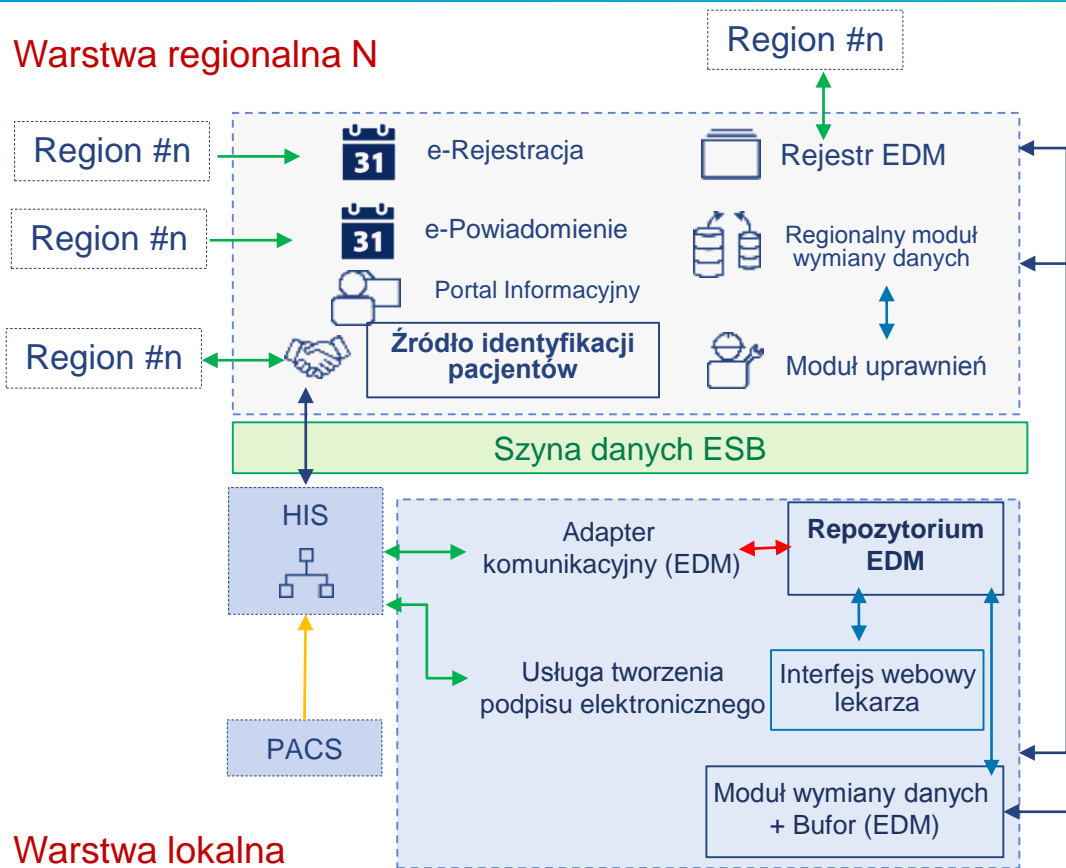 Warstwa regionalna N
Region #n
Region #n
31
e-Rejestracja
Rejestr EDM
Region #n
31
e-Powiadomienie
Regionalny moduł
wymiany danych
Portal Informacyjny
Region #n
Źródło identyfikacji
pacjentów
Moduł uprawnień
Szyna danych ESB
HIS
Adapter
komunikacyjny (EDM)
Repozytorium
EDM
Usługa tworzenia
podpisu elektronicznego
Interfejs webowy
lekarza
PACS
Moduł wymiany danych
+ Bufor (EDM)
Warstwa lokalna